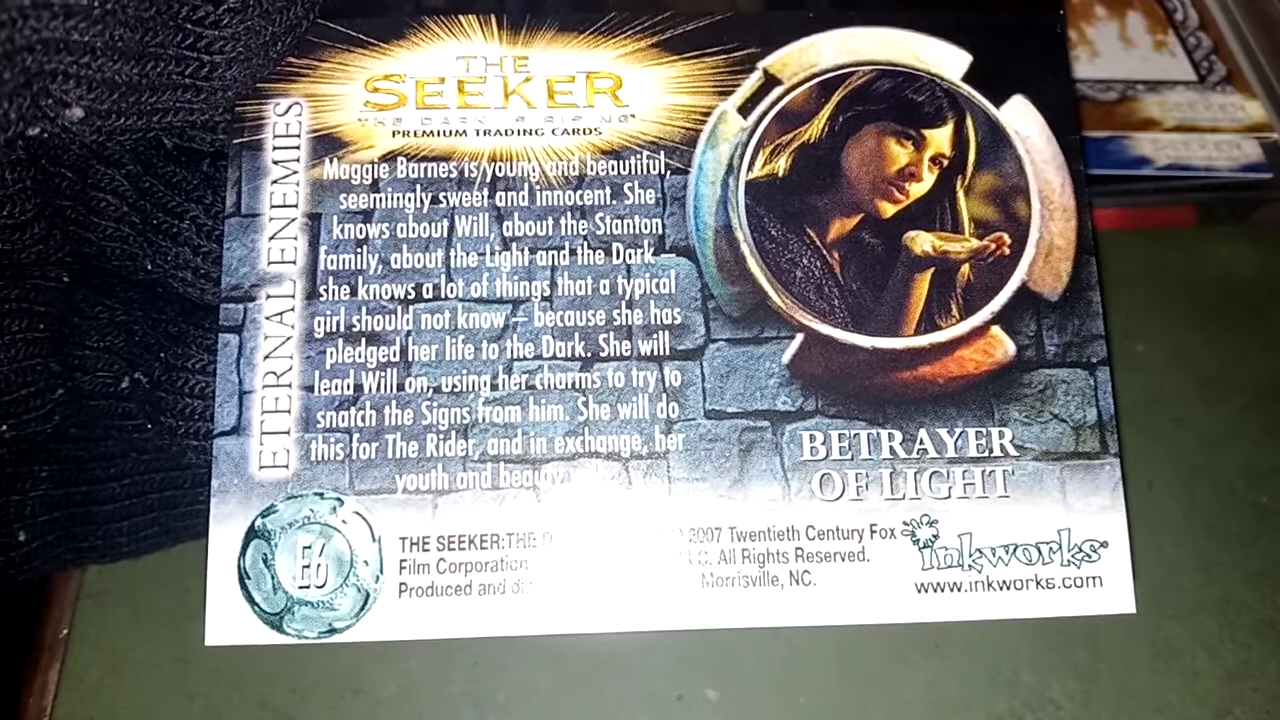 THE
SEEKER
THE DARK IS RISING
PREMIUM TRADING CARDS
ETERNAL ENEMIES
Maggie Barnes is young and beautiful,
seemingly sweet and innocent. She
knows about Will, about the Stanton
family, about the Light and the Dark –
she knows a lot of things that a typical
girl should not know – because she has
pledged her life to the Dark. She will
lead Will on, using her charms to try to
snatch the Signs from him. She will do
this for The Rider, and in exchange, her
youth and beauty
BETRAYER
OF LIGHT
E6
THE SEEKER:THE 2007 Twentieth Century Fox
Film Corporation All Rights Reserved.
Produced and Morrisville, NC.
inkworks
www.inkworks.com